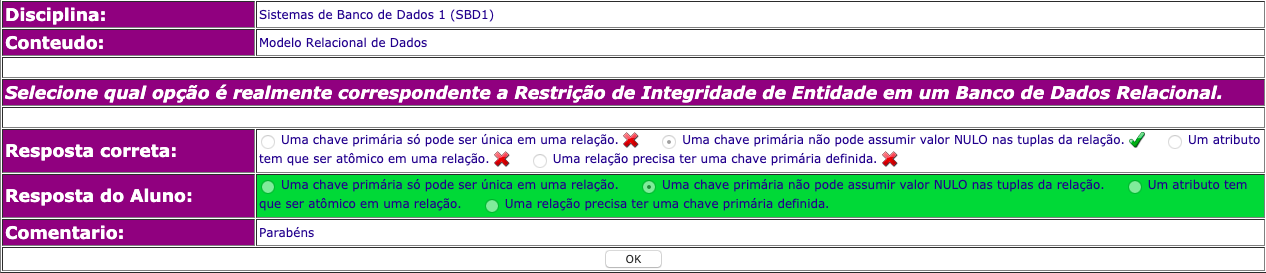 Disciplina: Sistemas de Banco de Dados 1 (SBD1)
Conteudo: Modelo Relacional de Dados
Selecione qual opção é realmente correspondente a Restrição de Integridade de Entidade em um Banco de Dados Relacional.
Resposta correta: Uma chave primária só pode ser única em uma relação. Uma chave primária não pode assumir valor NULO nas tuplas da relação. Um atributo
tem que ser atômico em uma relação. Uma relação precisa ter uma chave primária definida.
Resposta do Aluno: Uma chave primária só pode ser única em uma relação. Uma chave primária não pode assumir valor NULO nas tuplas da relação. Um atributo tem
que ser atômico em uma relação. Uma relação precisa ter uma chave primária definida.
Comentario: Parabéns
OK